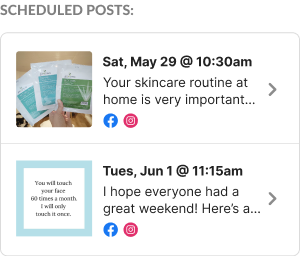 SCHEDULED POSTS:
Sat, May 29 @ 10:30am
Your skincare routine at
home is very important...
Tues, Jun 1 @ 11:15am
I hope everyone had a
great weekend! Here's a...
You will touch
your face
60 times a month.
I will only
touch it once.